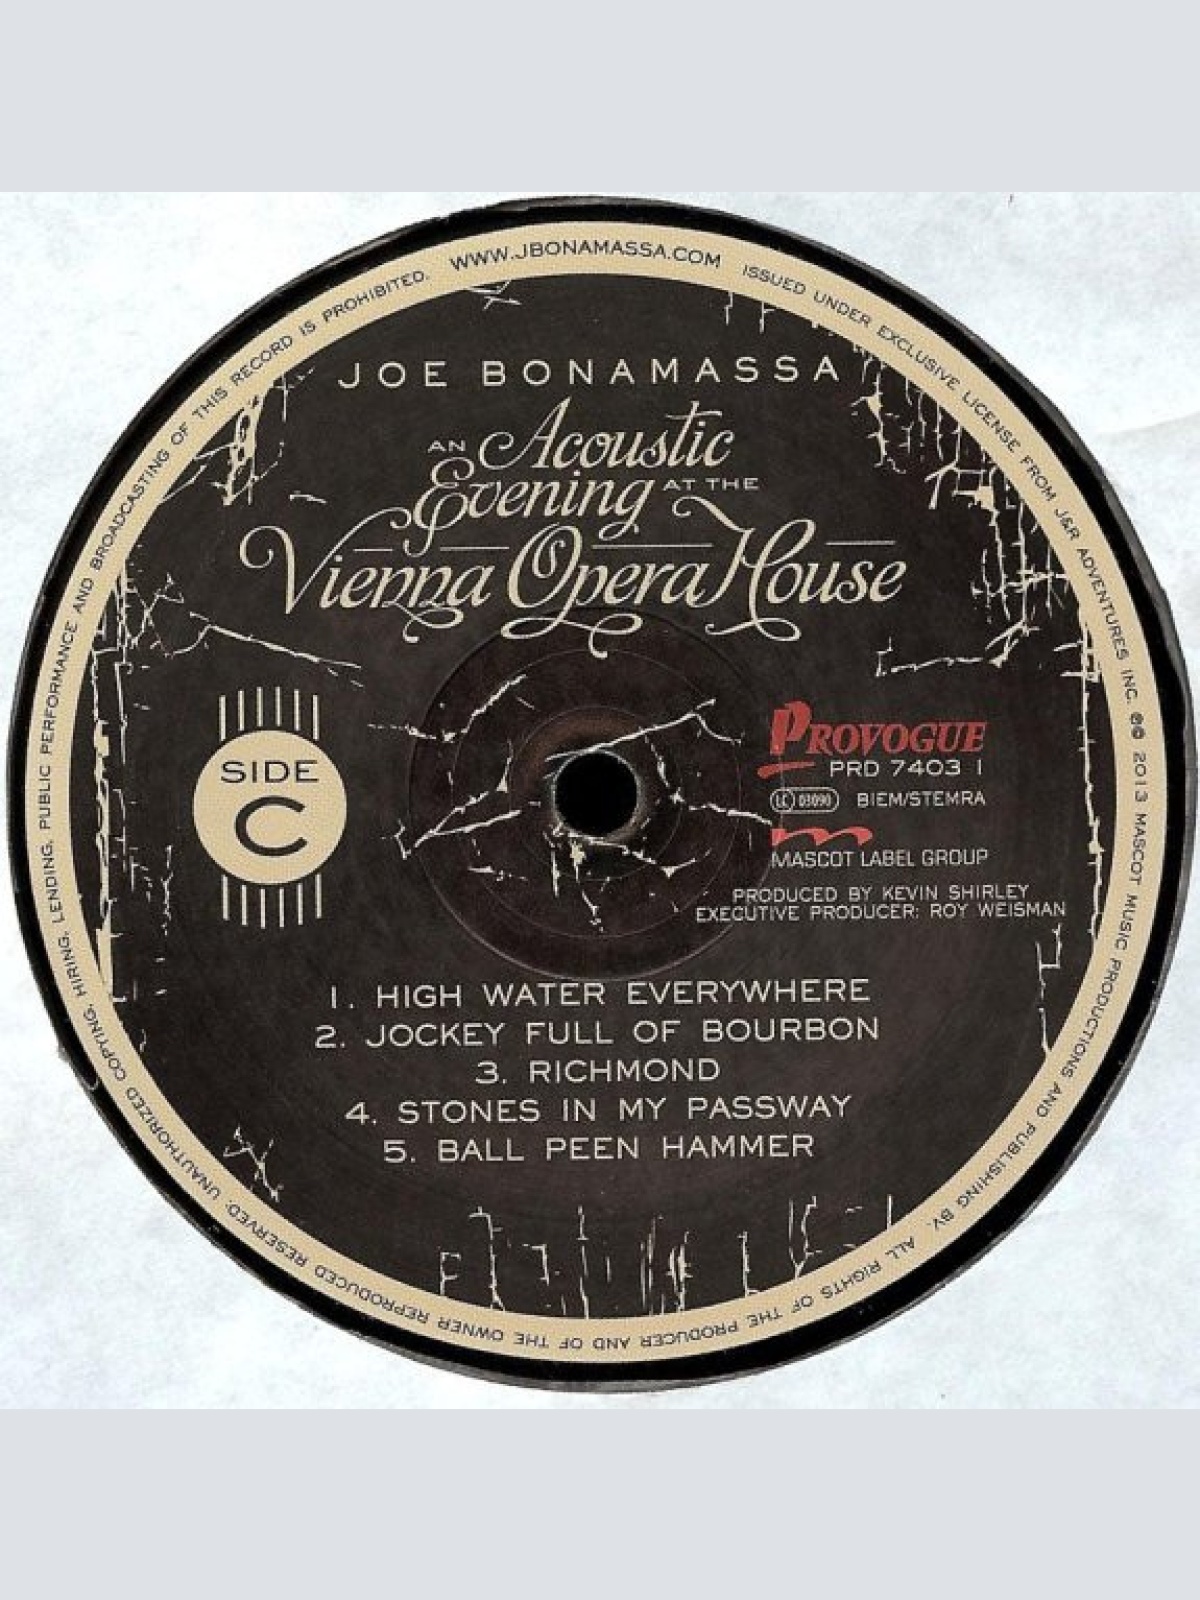 WWW.JBONAMASSA.COM
ISSUED UNDER EXCLUSIVE LICENSE FROM J&R ADVENTURES INC. ℗© 2013 MASCOT MUSIC PRODUCTIONS AND PUBLISHING BV. ALL RIGHTS OF THE PRODUCER AND OF THE OWNER REPRODUCED RESERVED. UNAUTHORIZED COPYING, HIRING, LENDING, PUBLIC PERFORMANCE AND BROADCASTING OF THIS RECORD IS PROHIBITED.
JOE BONAMASSA
AN Acoustic
Evening AT THE
Vienna Opera House
SIDE
C
PROVOGUE
PRD 7403 1
LC 03090 BIEM/STEMRA
MASCOT LABEL GROUP
PRODUCED BY KEVIN SHIRLEY
EXECUTIVE PRODUCER: ROY WEISMAN
1. HIGH WATER EVERYWHERE
2. JOCKEY FULL OF BOURBON
3. RICHMOND
4. STONES IN MY PASSWAY
5. BALL PEEN HAMMER